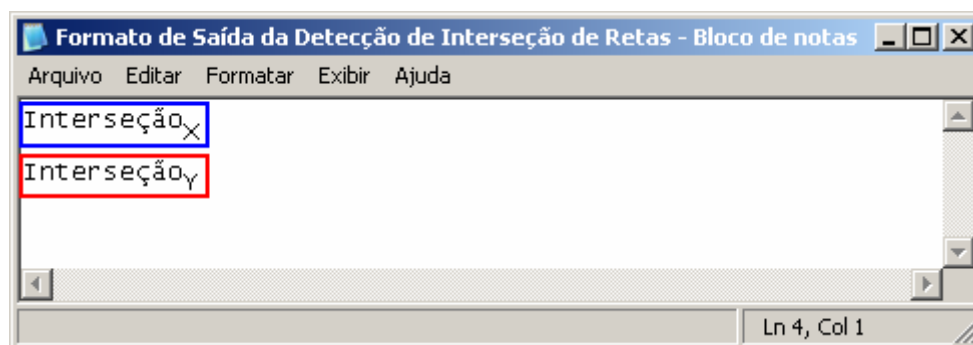 Formato de Saída da Detecção de Interseção de Retas - Bloco de notas
Arquivo Editar Formatar Exibir Ajuda
InterseçãoX
InterseçãoY
Ln 4, Col 1